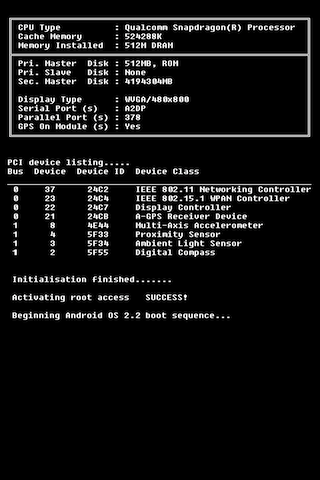 CPU Type : Qualcomm Snapdragon(R) Processor
Cache Memory : 524288K
Memory Installed : 512M DRAM
Pri. Master Disk : 512MB, ROM
Pri. Slave Disk : None
Sec. Master Disk : 4194304MB
Display Type : WVGA/480x800
Serial Port (s) : A2DP
Parallel Port (s) : 378
GPS On Module (s) : Yes
PCI device listing.....
Bus Device Device ID Device Class
0 37 24C2 IEEE 802.11 Networking Controller
0 23 24C4 IEEE 802.15.1 WPAN Controller
0 22 24C7 Display Controller
0 21 24CB A-GPS Receiver Device
1 8 4E44 Multi-Axis Accelerometer
1 4 5F33 Proximity Sensor
1 3 5F34 Ambient Light Sensor
1 2 5F55 Digital Compass
Initialisation finished.......
Activating root access SUCCESS!
Beginning Android OS 2.2 boot sequence...